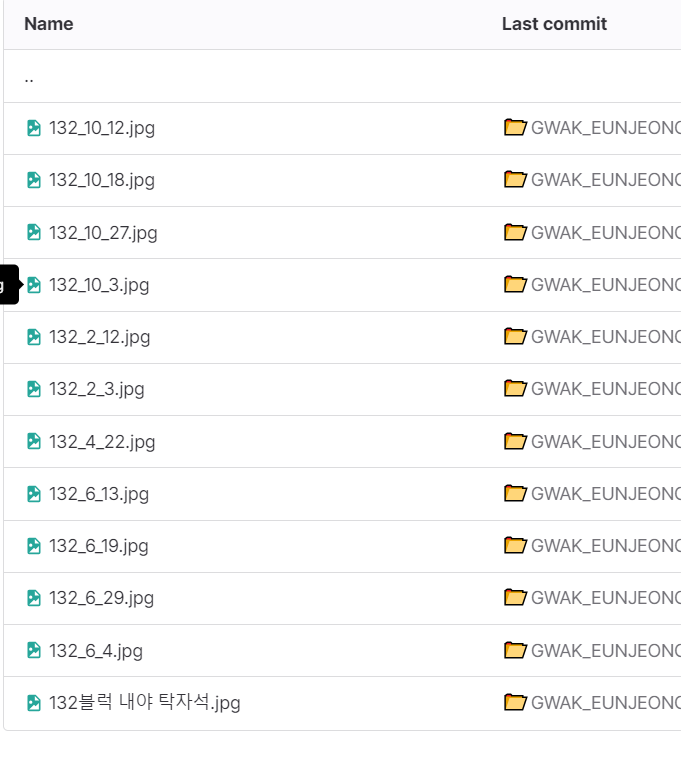 Name Last commit
..
132_10_12.jpg GWAK_EUNJEONG
132_10_18.jpg GWAK_EUNJEONG
132_10_27.jpg GWAK_EUNJEONG
g 132_10_3.jpg GWAK_EUNJEONG
132_2_12.jpg GWAK_EUNJEONG
132_2_3.jpg GWAK_EUNJEONG
132_4_22.jpg GWAK_EUNJEONG
132_6_13.jpg GWAK_EUNJEONG
132_6_19.jpg GWAK_EUNJEONG
132_6_29.jpg GWAK_EUNJEONG
132_6_4.jpg GWAK_EUNJEONG
132블럭 내야 탁자석.jpg GWAK_EUNJEONG